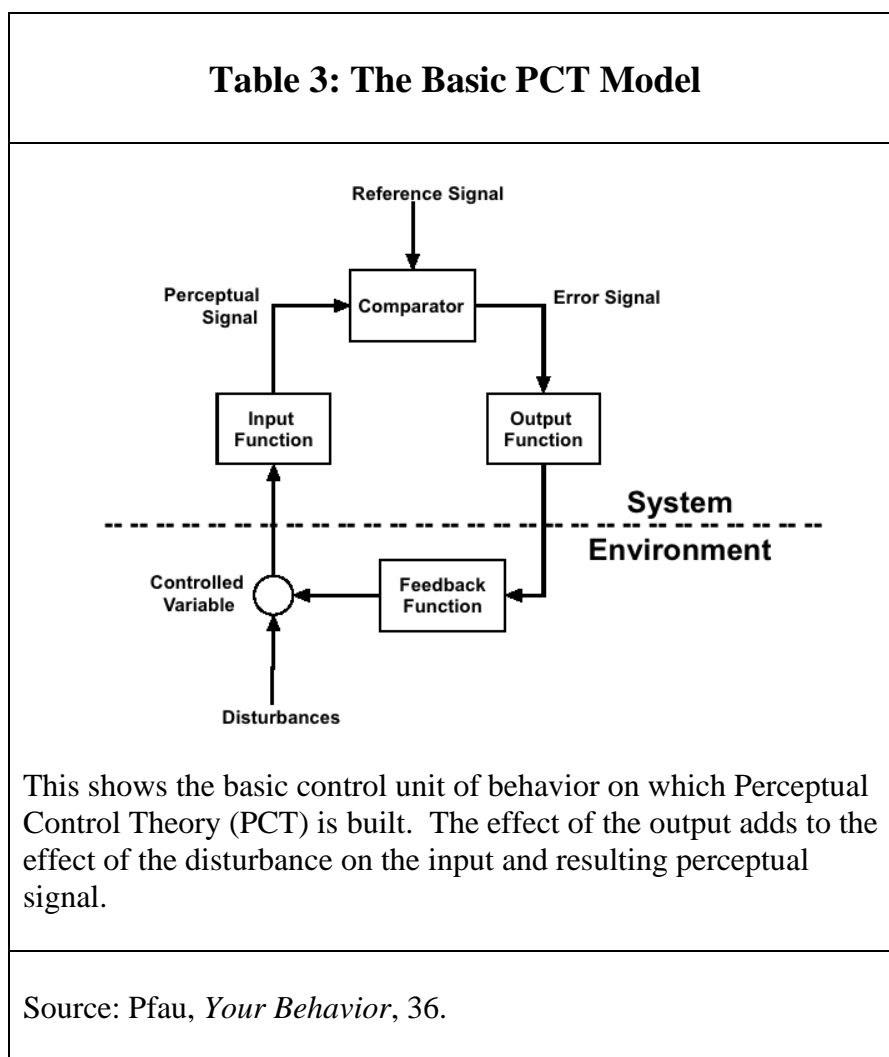 Table 3: The Basic PCT Model
Reference Signal
Perceptual
Signal
Comparator
Error Signal
Input
Function
Output
Function
System
Environment
Controlled
Variable
Feedback
Function
Disturbances
This shows the basic control unit of behavior on which Perceptual
Control Theory (PCT) is built.  The effect of the output adds to the
effect of the disturbance on the input and resulting perceptual
signal.
Source: Pfau, Your Behavior, 36.